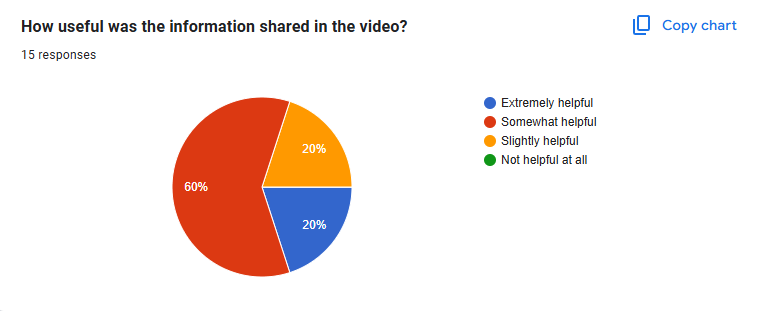 How useful was the information shared in the video?
Copy chart
15 responses
Extremely helpful
Somewhat helpful
Slightly helpful
Not helpful at all
20%
60%
20%